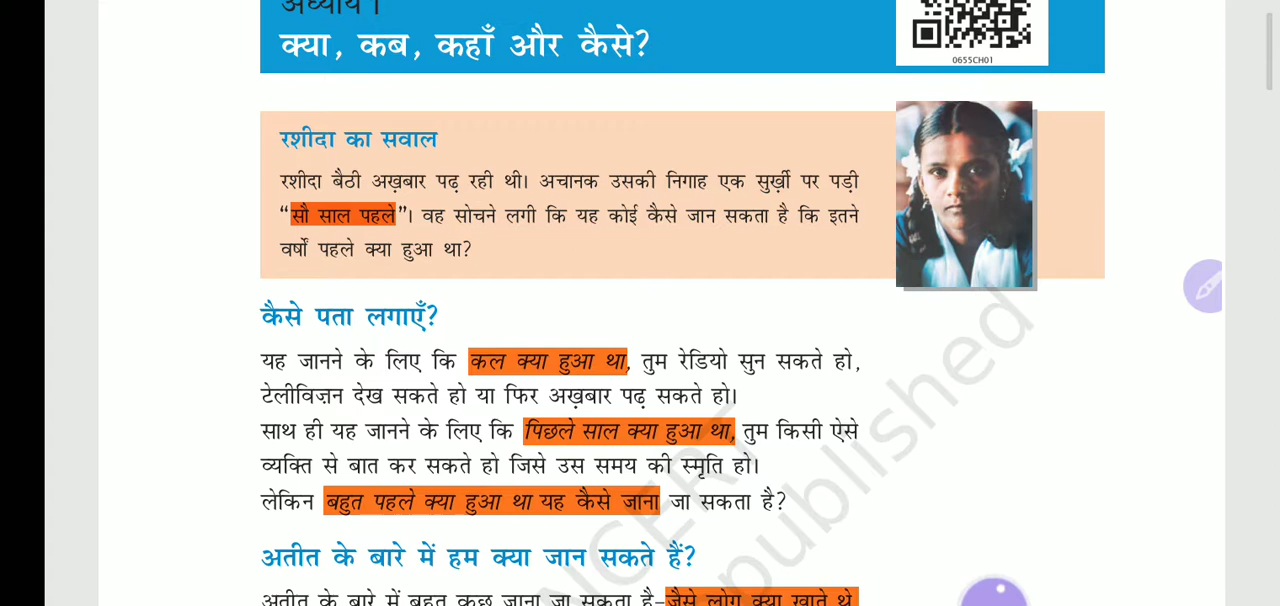 अध्याय 1
क्या, कब, कहाँ और कैसे?
0655CH01
रशीदा का सवाल
रशीदा बैठी अख़बार पढ़ रही थी। अचानक उसकी निगाह एक सुर्ख़ी पर पड़ी
“सौ साल पहले”। वह सोचने लगी कि यह कोई कैसे जान सकता है कि इतने
वर्षों पहले क्या हुआ था?
कैसे पता लगाएँ?
यह जानने के लिए कि कल क्या हुआ था, तुम रेडियो सुन सकते हो,
टेलीविज़न देख सकते हो या फिर अख़बार पढ़ सकते हो।
साथ ही यह जानने के लिए कि पिछले साल क्या हुआ था, तुम किसी ऐसे
व्यक्ति से बात कर सकते हो जिसे उस समय की स्मृति हो।
लेकिन बहुत पहले क्या हुआ था यह कैसे जाना जा सकता है?
अतीत के बारे में हम क्या जान सकते हैं?
अतीत के बारे में बहुत कुछ जाना जा सकता है–जैसे लोग क्या खाते थे
NCERT
published